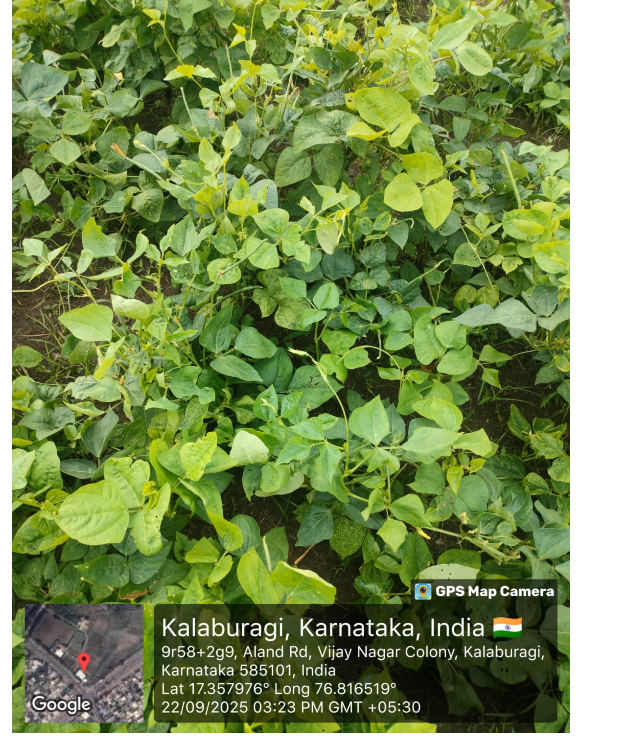 GPS Map Camera
Kalaburagi, Karnataka, India 🇮🇳
9r58+2g9, Aland Rd, Vijay Nagar Colony, Kalaburagi,
Karnataka 585101, India
Lat 17.357976° Long 76.816519°
22/09/2025 03:23 PM GMT +05:30
Google